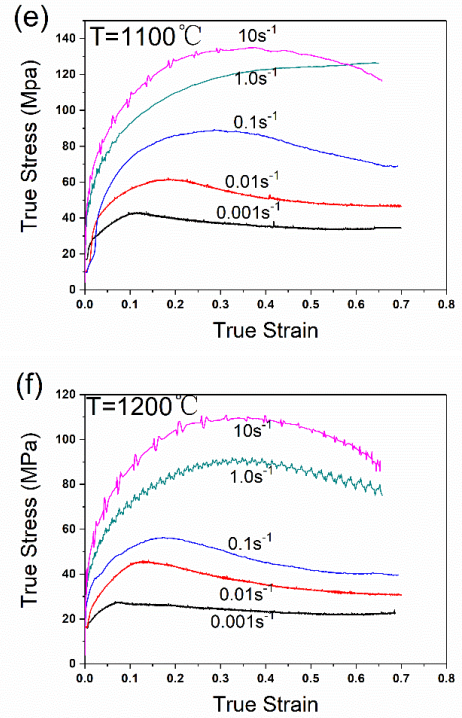 (e)
T=1100℃
10s⁻¹
1.0s⁻¹
0.1s⁻¹
0.01s⁻¹
0.001s⁻¹
True Stress (Mpa)
140
120
100
80
60
40
20
0
0.0 0.1 0.2 0.3 0.4 0.5 0.6 0.7 0.8
True Strain
(f)
T=1200℃
10s⁻¹
1.0s⁻¹
0.1s⁻¹
0.01s⁻¹
0.001s⁻¹
True Stress (MPa)
120
100
80
60
40
20
0
0.0 0.1 0.2 0.3 0.4 0.5 0.6 0.7 0.8
True Strain